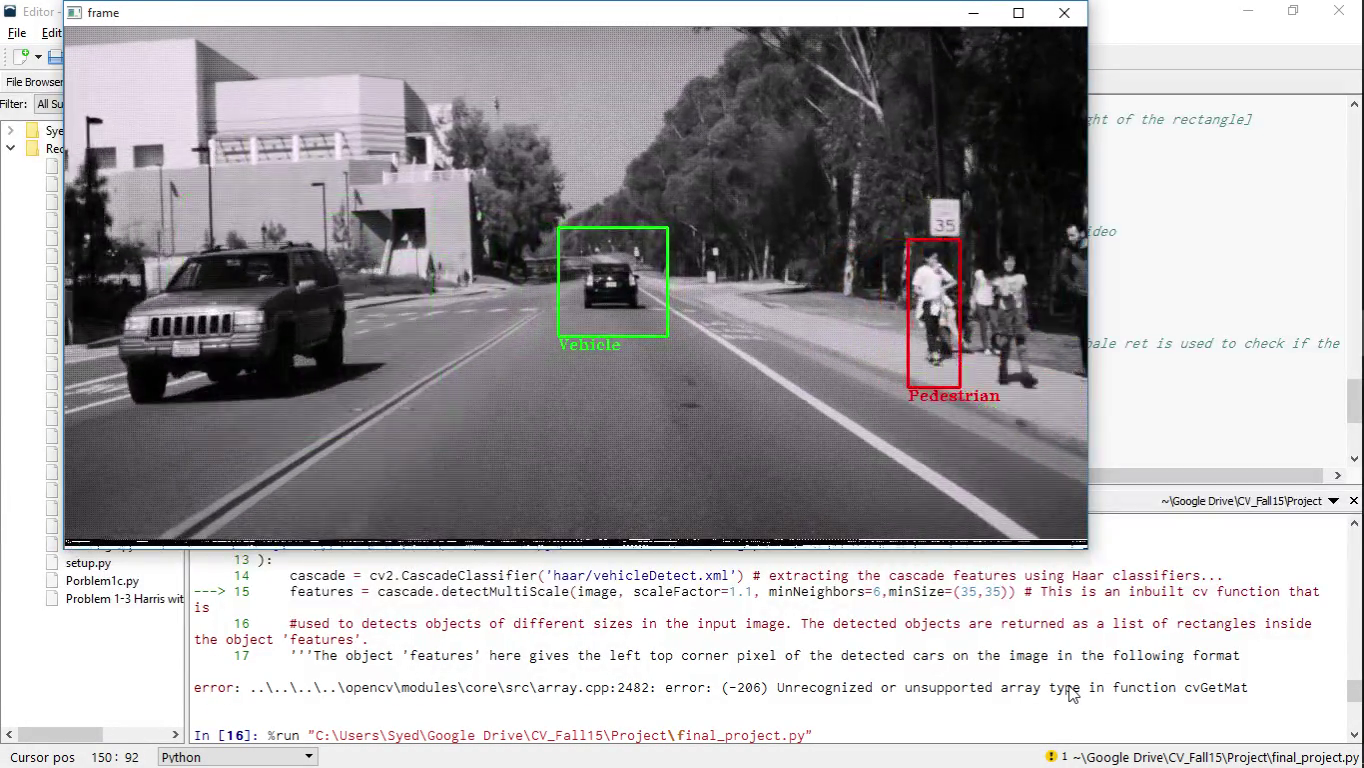 Editor -
frame
File Edit
File Browser
Filter: All Su
Sye
Rec
ght of the rectangle]
ideo
35
Vehicle
bale ret is used to check if the
Pedestrian
~\Google Drive\CV_Fall15\Project
13 ):
setup.py
14 cascade = cv2.CascadeClassifier('haar/vehicleDetect.xml') # extracting the cascade features using Haar classifiers...
Porblem1c.py
---> 15 features = cascade.detectMultiScale(image, scaleFactor=1.1, minNeighbors=6,minSize=(35,35)) # This is an inbuilt cv function that
is
Problem 1-3 Harris wit
16 #used to detects objects of different sizes in the input image. The detected objects are returned as a list of rectangles inside
the object 'features'.
17 '''The object 'features' here gives the left top corner pixel of the detected cars on the image in the following format
error: ..\..\..\..\opencv\modules\core\src\array.cpp:2482: error: (-206) Unrecognized or unsupported array type in function cvGetMat
In [16]: %run "C:\Users\Syed\Google Drive\CV_Fall15\Project\final_project.py"
Cursor pos 150: 92 Python 1 ~\Google Drive\CV_Fall15\Project\final_project.py